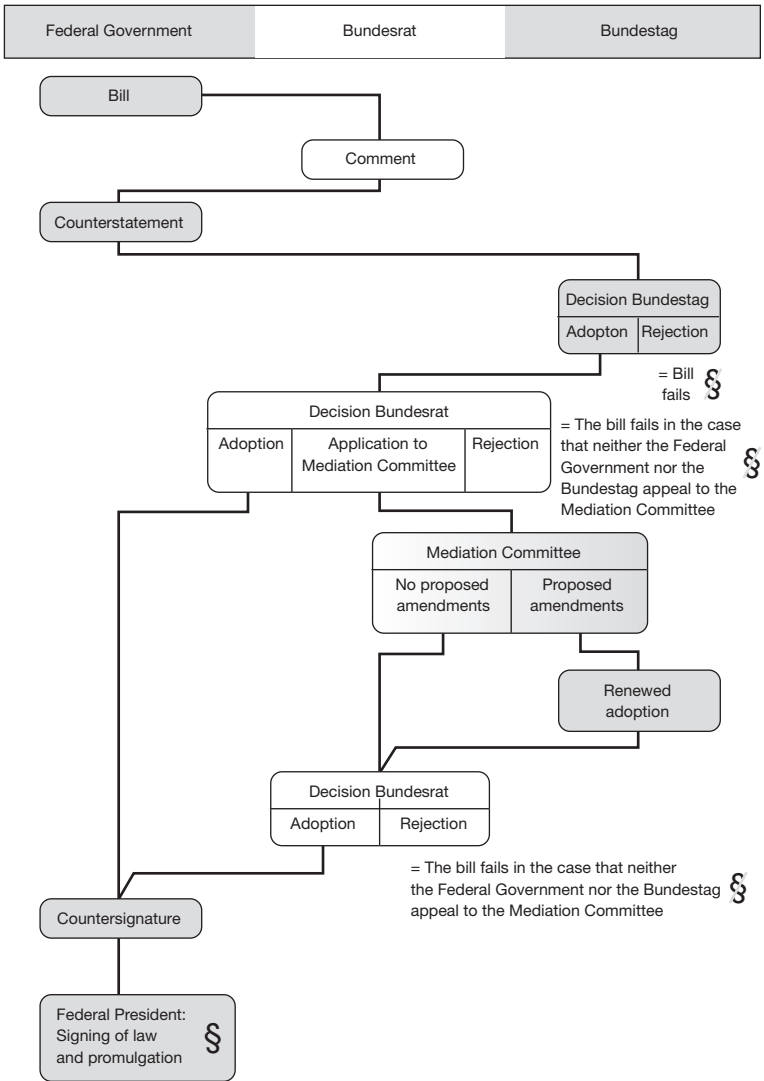 Federal Government Bundesrat Bundestag
Bill
Comment
Counterstatement
Decision Bundestag
Adopton Rejection
= Bill
fails §
Decision Bundesrat
Adoption Application to Rejection
Mediation Committee
= The bill fails in the case
that neither the Federal
Government nor the §
Bundestag appeal to the
Mediation Committee
Mediation Committee
No proposed Proposed
amendments amendments
Renewed
adoption
Decision Bundesrat
Adoption Rejection
= The bill fails in the case that neither
the Federal Government nor the Bundestag §
appeal to the Mediation Committee
Countersignature
Federal President:
Signing of law §
and promulgation